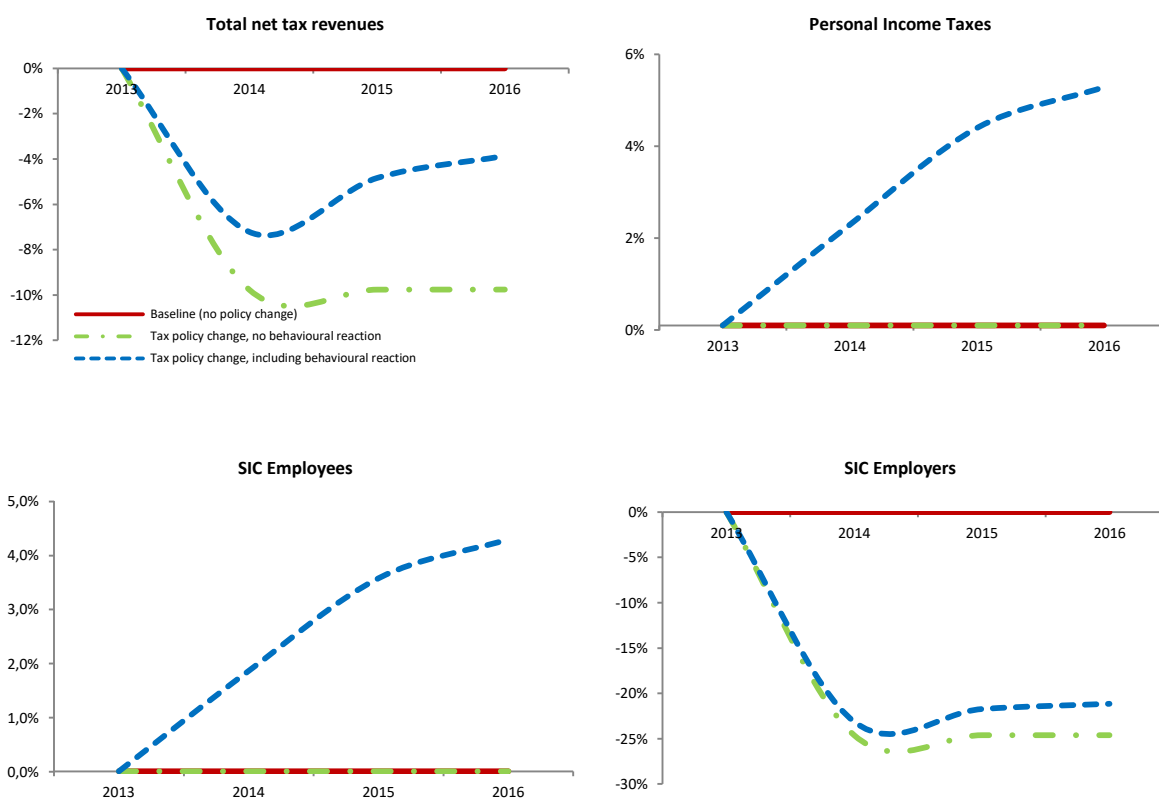 Total net tax revenues
0%
-2%
-4%
-6%
-8%
-10%
-12%
2013 2014 2015 2016
Baseline (no policy change)
Tax policy change, no behavioural reaction
Tax policy change, including behavioural reaction
Personal Income Taxes
6%
4%
2%
0%
2013 2014 2015 2016
SIC Employees
5,0%
4,0%
3,0%
2,0%
1,0%
0,0%
2013 2014 2015 2016
SIC Employers
0%
-5%
-10%
-15%
-20%
-25%
-30%
2013 2014 2015 2016